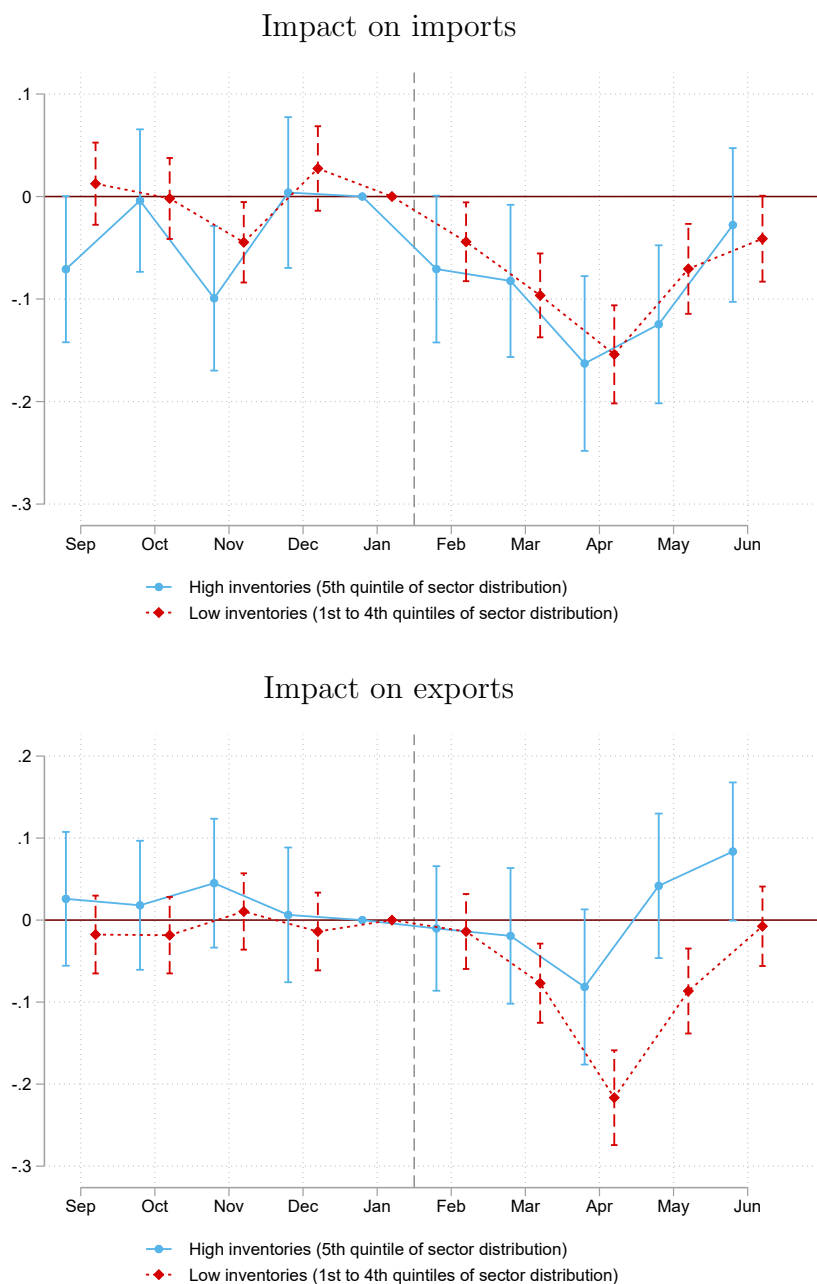 Impact on imports
.1
0
-.1
-.2
-.3
Sep Oct Nov Dec Jan Feb Mar Apr May Jun
High inventories (5th quintile of sector distribution)
Low inventories (1st to 4th quintiles of sector distribution)
Impact on exports
.2
.1
0
-.1
-.2
-.3
Sep Oct Nov Dec Jan Feb Mar Apr May Jun
High inventories (5th quintile of sector distribution)
Low inventories (1st to 4th quintiles of sector distribution)